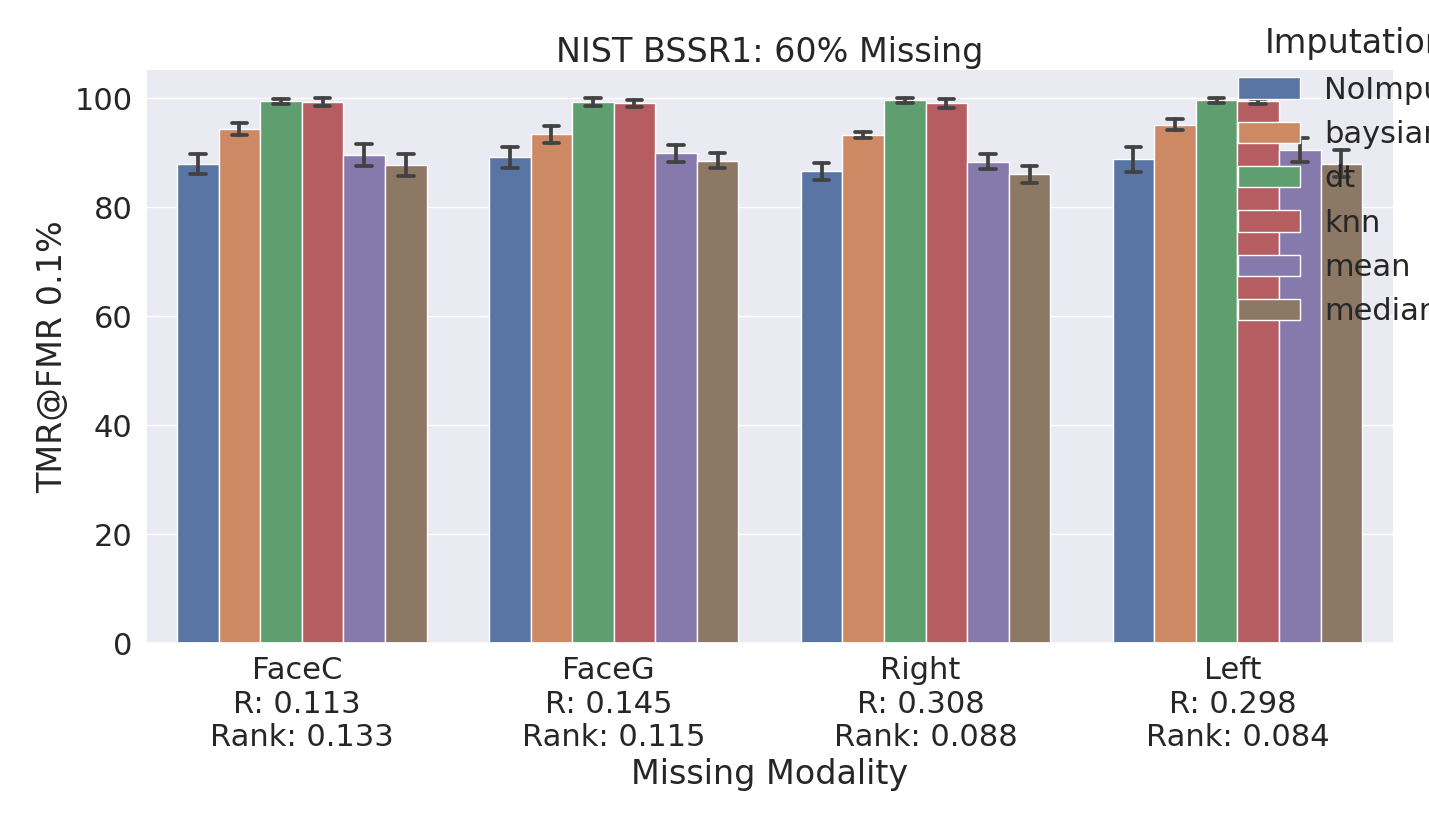 NIST BSSR1: 60% Missing
Imputation
NoImpu
baysian
dt
knn
mean
median
TMR@FMR 0.1%
100
80
60
40
20
0
FaceC
R: 0.113
Rank: 0.133
FaceG
R: 0.145
Rank: 0.115
Right
R: 0.308
Rank: 0.088
Left
R: 0.298
Rank: 0.084
Missing Modality